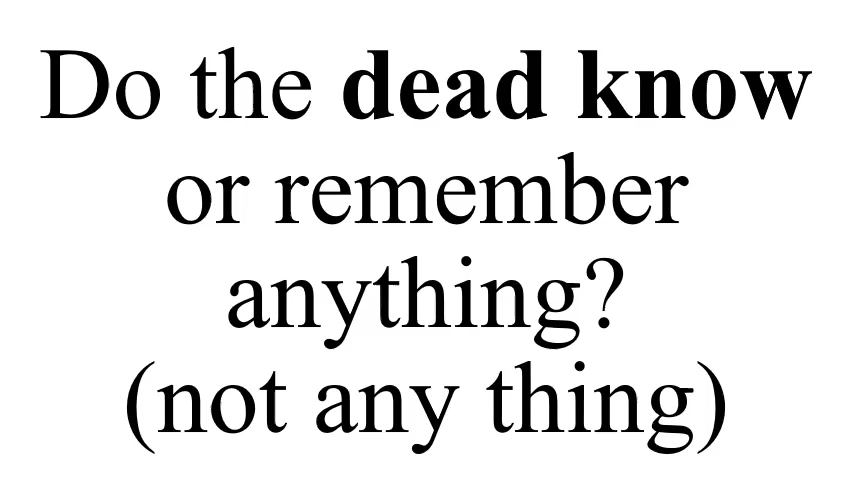 Do the dead know
or remember
anything?
(not any thing)